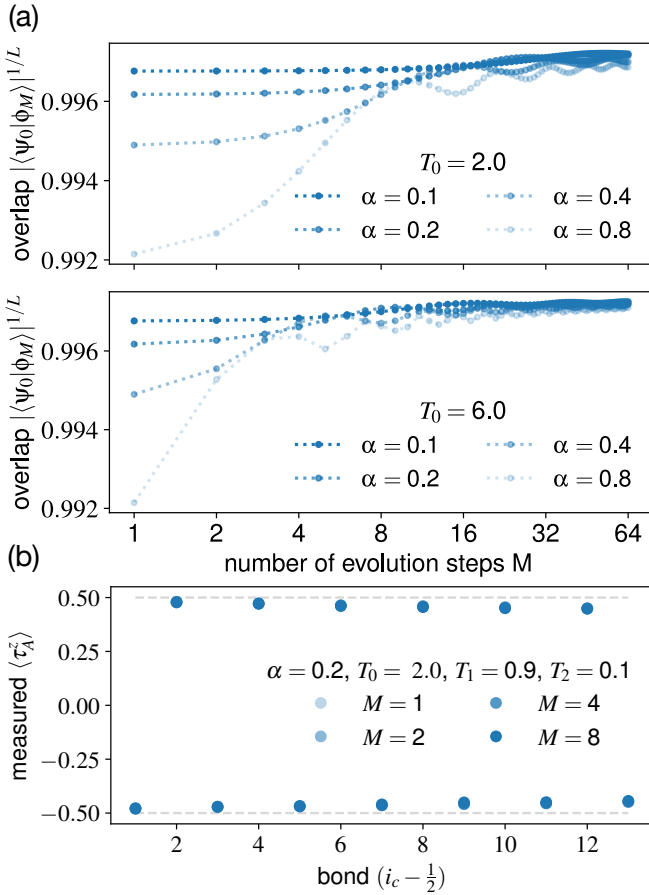 (a)
overlap |⟨ψ₀|ϕ_M⟩|^{1/L}
0.996
0.994
0.992
T₀ = 2.0
α = 0.1 α = 0.4
α = 0.2 α = 0.8
overlap |⟨ψ₀|ϕ_M⟩|^{1/L}
0.996
0.994
0.992
T₀ = 6.0
α = 0.1 α = 0.4
α = 0.2 α = 0.8
1 2 4 8 16 32 64
number of evolution steps M
(b)
measured ⟨τ_A^z⟩
0.50
0.25
0.00
−0.25
−0.50
α = 0.2, T₀ = 2.0, T₁ = 0.9, T₂ = 0.1
M = 1 M = 4
M = 2 M = 8
2 4 6 8 10 12
bond (i_c − 1/2)